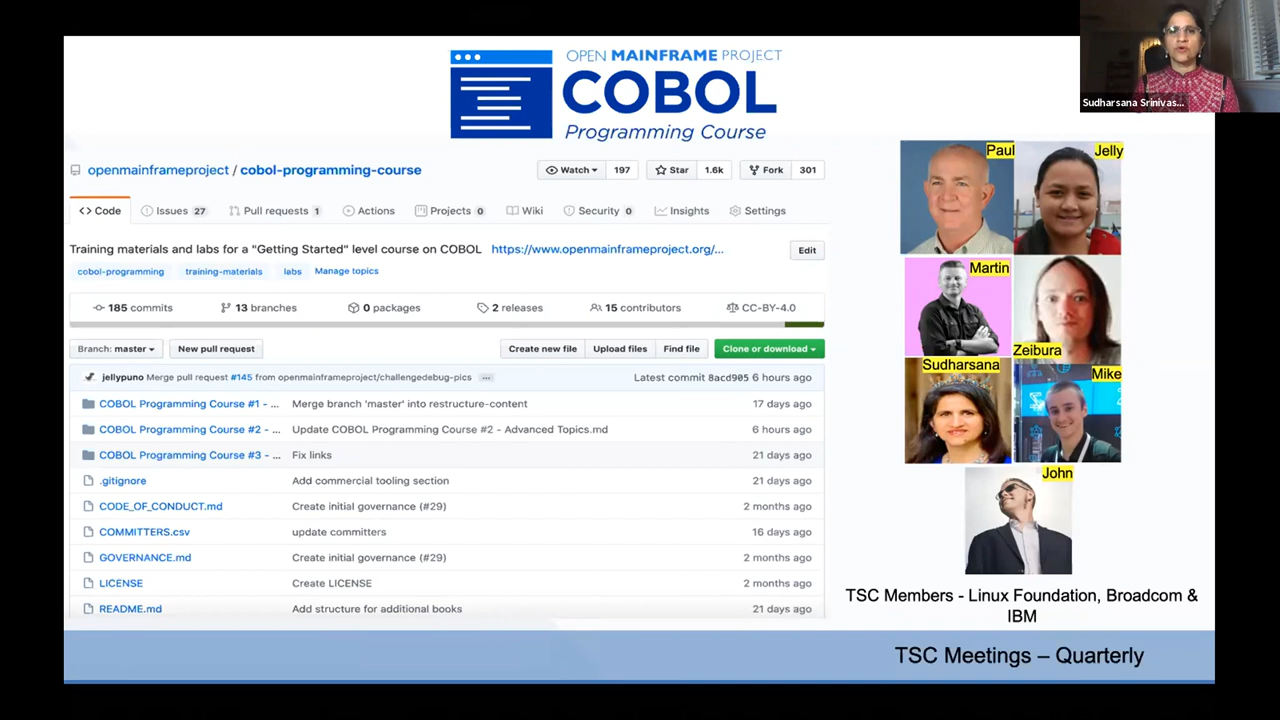 OPEN MAINFRAME PROJECT
COBOL
Programming Course
Sudharsana Srinivas...
openmainframeproject / cobol-programming-course
Watch 197 Star 1.6k Fork 301
Code Issues 27 Pull requests 1 Actions Projects 0 Wiki Security 0 Insights Settings
Training materials and labs for a "Getting Started" level course on COBOL https://www.openmainframeproject.org/... Edit
cobol-programming training-materials labs Manage topics
185 commits 13 branches 0 packages 2 releases 15 contributors CC-BY-4.0
Branch: master New pull request Create new file Upload files Find file Clone or download
jellypuno Merge pull request #145 from openmainframeproject/challengedebug-pics ... Latest commit 8acd905 6 hours ago
COBOL Programming Course #1 - ... Merge branch 'master' into restructure-content 17 days ago
COBOL Programming Course #2 - ... Update COBOL Programming Course #2 - Advanced Topics.md 6 hours ago
COBOL Programming Course #3 - ... Fix links 21 days ago
.gitignore Add commercial tooling section 21 days ago
CODE_OF_CONDUCT.md Create initial governance (#29) 2 months ago
COMMITTERS.csv update committers 16 days ago
GOVERNANCE.md Create initial governance (#29) 2 months ago
LICENSE Create LICENSE 2 months ago
README.md Add structure for additional books 21 days ago
Paul
Jelly
Martin
Zeibura
Sudharsana
Mike
John
TSC Members - Linux Foundation, Broadcom &
IBM
TSC Meetings – Quarterly